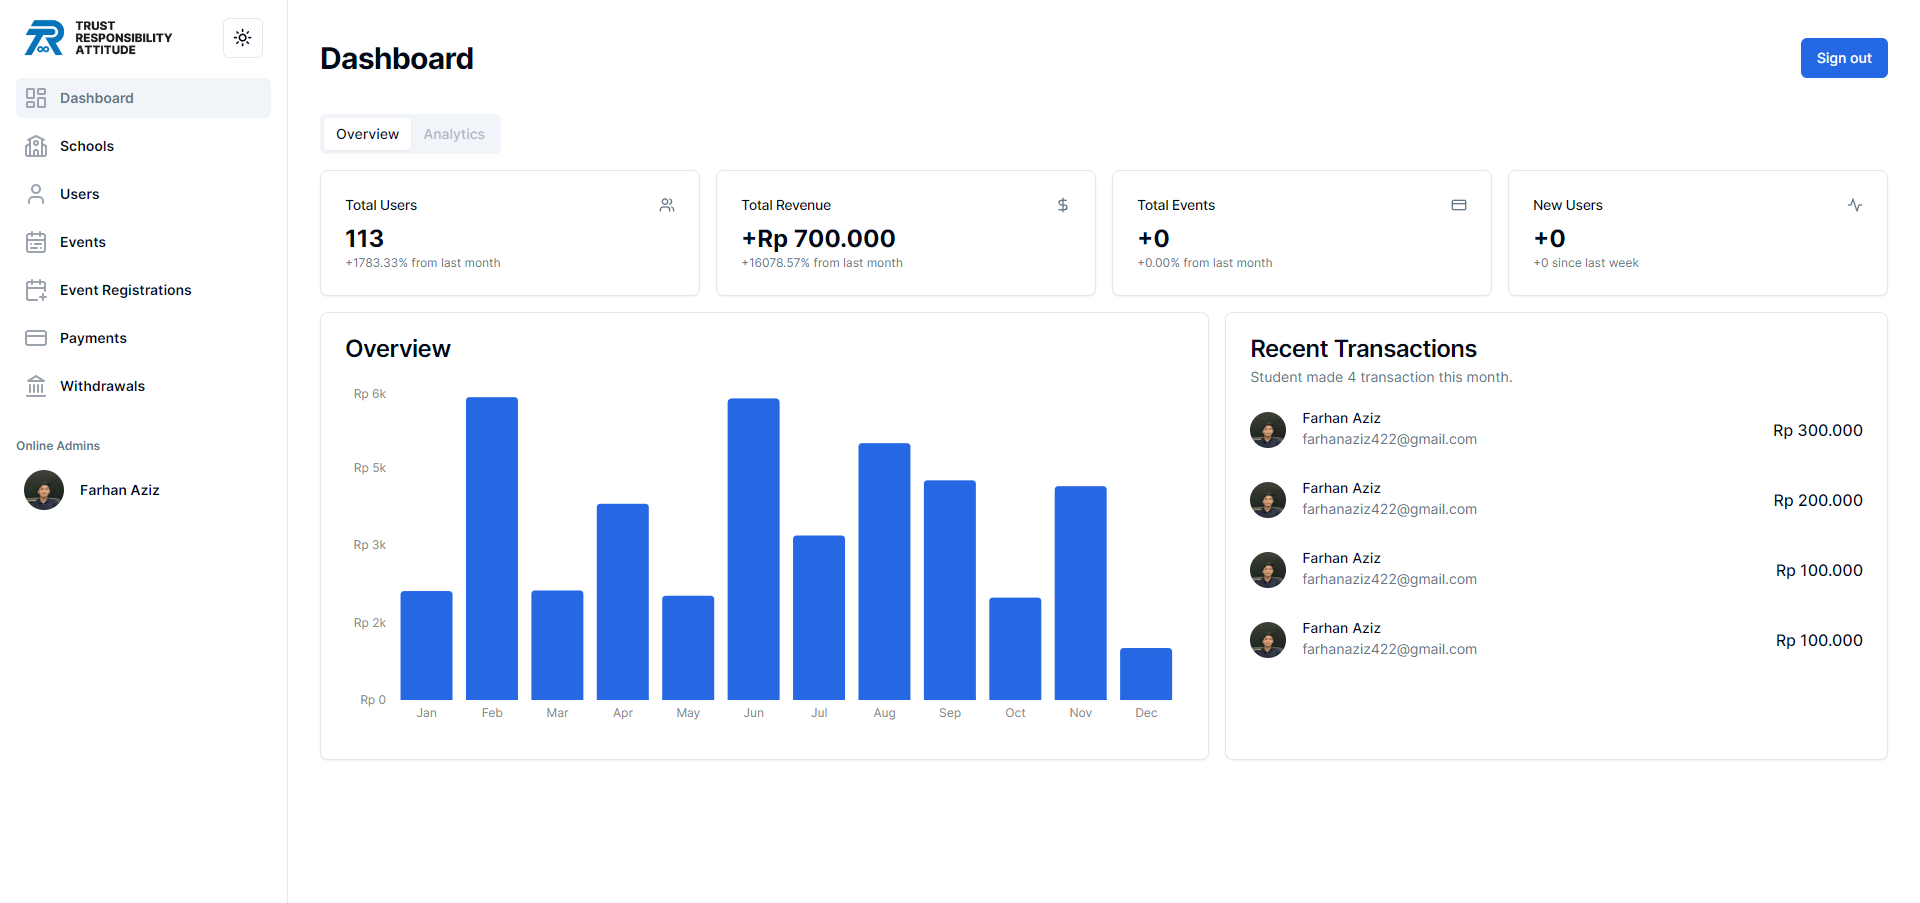 TRUST
RESPONSIBILITY
ATTITUDE
Dashboard
Schools
Users
Events
Event Registrations
Payments
Withdrawals
Online Admins
Farhan Aziz
Dashboard
Sign out
Overview
Analytics
Total Users
113
+1783.33% from last month
Total Revenue
+Rp 700.000
+16078.57% from last month
Total Events
+0
+0.00% from last month
New Users
+0
+0 since last week
Overview
Rp 6k
Rp 5k
Rp 3k
Rp 2k
Rp 0
Jan Feb Mar Apr May Jun Jul Aug Sep Oct Nov Dec
Recent Transactions
Student made 4 transaction this month.
Farhan Aziz
farhanaziz422@gmail.com
Rp 300.000
Farhan Aziz
farhanaziz422@gmail.com
Rp 200.000
Farhan Aziz
farhanaziz422@gmail.com
Rp 100.000
Farhan Aziz
farhanaziz422@gmail.com
Rp 100.000